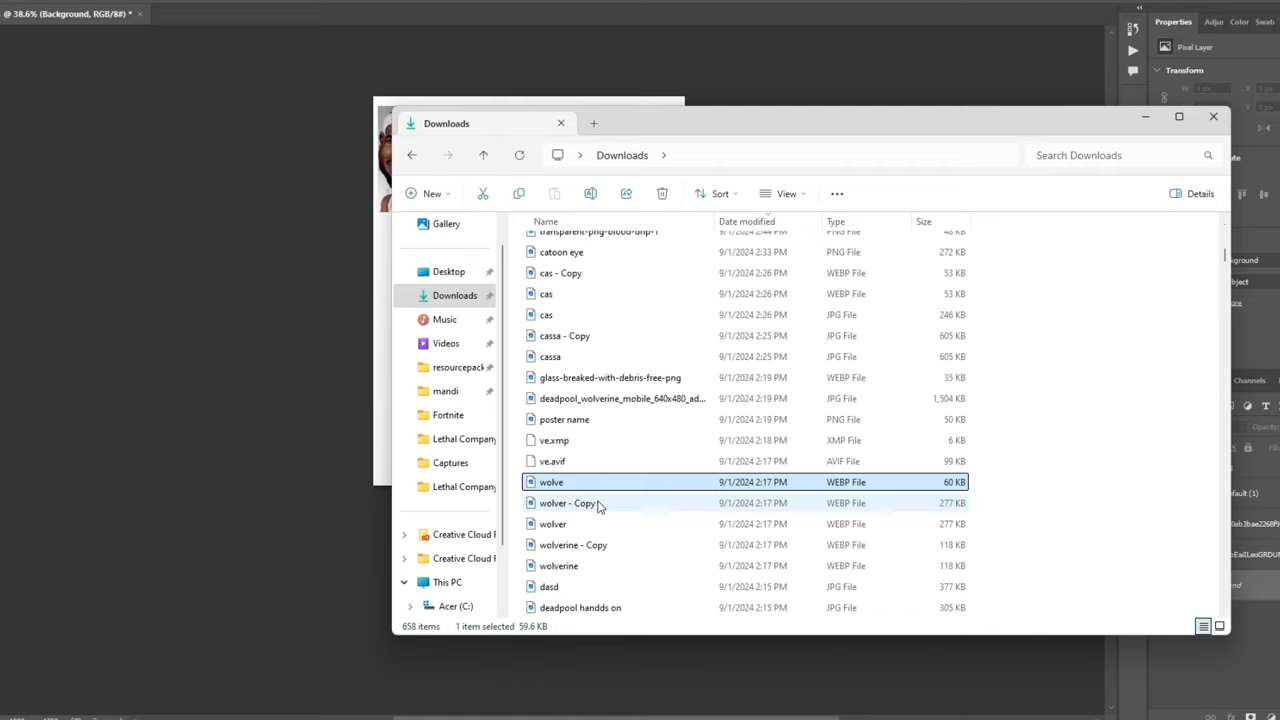 @ 38.6% (Background, RGB/8#) *
Properties Adju Color Swat
Pixel Layer
Transform
W 4 px X 0 px
H Y 0 px
Downloads
Downloads
Search Downloads
New
Sort
View
Details
Name Date modified Type Size
Gallery
Desktop
Downloads
Music
Videos
resourcepack
mandi
Fortnite
Lethal Company
Captures
Lethal Company
Creative Cloud F
Creative Cloud F
This PC
Acer (C:)
transparent-png-blood-drip-1 9/1/2024 2:44 PM PNG File 48 KB
catoon eye 9/1/2024 2:33 PM PNG File 272 KB
cas - Copy 9/1/2024 2:26 PM WEBP File 53 KB
cas 9/1/2024 2:26 PM WEBP File 53 KB
cas 9/1/2024 2:26 PM JPG File 246 KB
cassa - Copy 9/1/2024 2:25 PM JPG File 605 KB
cassa 9/1/2024 2:25 PM JPG File 605 KB
glass-breaked-with-debris-free-png 9/1/2024 2:19 PM WEBP File 35 KB
deadpool_wolverine_mobile_640x480_ad... 9/1/2024 2:19 PM JPG File 1,504 KB
poster name 9/1/2024 2:19 PM PNG File 50 KB
ve.xmp 9/1/2024 2:18 PM XMP File 6 KB
ve.avif 9/1/2024 2:17 PM AVIF File 99 KB
wolve 9/1/2024 2:17 PM WEBP File 60 KB
wolver - Copy 9/1/2024 2:17 PM WEBP File 277 KB
wolver 9/1/2024 2:17 PM WEBP File 277 KB
wolverine - Copy 9/1/2024 2:17 PM WEBP File 118 KB
wolverine 9/1/2024 2:17 PM WEBP File 118 KB
dasd 9/1/2024 2:15 PM JPG File 377 KB
deadpool handds on 9/1/2024 2:15 PM JPG File 305 KB
658 items 1 item selected 59.6 KB
ute
ground
bject
Channels
Opacity
efault (1)
0eb3bae2268f9